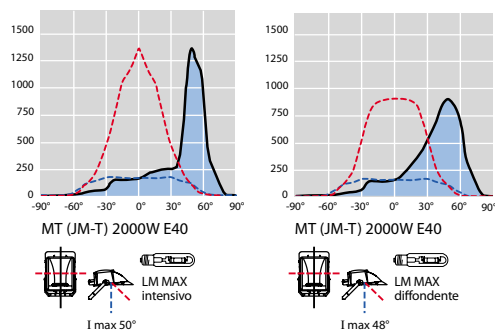 1500
1250
1000
750
500
250
0
-90° -60° -30° 0° 30° 60° 90°
MT (JM-T) 2000W E40
LM MAX
intensivo
I max 50°
1500
1250
1000
750
500
250
0
-90° -60° -30° 0° 30° 60° 90°
MT (JM-T) 2000W E40
LM MAX
diffondente
I max 48°